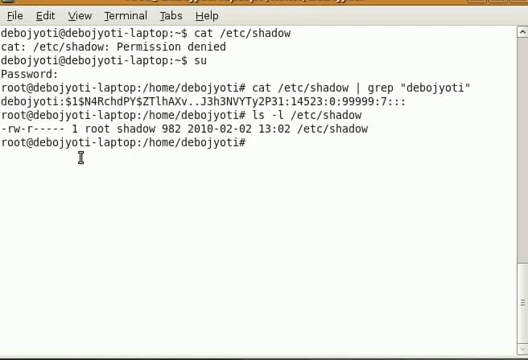 File Edit View Terminal Tabs Help
debojyoti@debojyoti-laptop:~$ cat /etc/shadow
cat: /etc/shadow: Permission denied
debojyoti@debojyoti-laptop:~$ su
Password:
root@debojyoti-laptop:/home/debojyoti# cat /etc/shadow | grep "debojyoti"
debojyoti:$1$N4RchdPY$ZTlhAXv..J3h3NVYTy2P31:14523:0:99999:7:::
root@debojyoti-laptop:/home/debojyoti# ls -l /etc/shadow
-rw-r----- 1 root shadow 982 2010-02-02 13:02 /etc/shadow
root@debojyoti-laptop:/home/debojyoti#